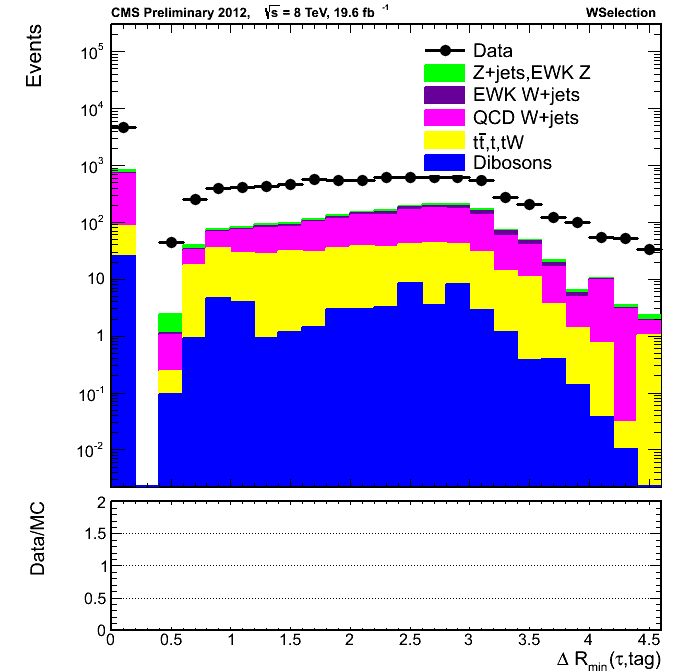 CMS Preliminary 2012, √s = 8 TeV, 19.6 fb⁻¹ WSelection
Events
10⁵
10⁴
10³
10²
10
1
10⁻¹
10⁻²
Data
Z+jets,EWK Z
EWK W+jets
QCD W+jets
tt̄,t,tW
Dibosons
Data/MC
2
1.5
1
0.5
0
0 0.5 1 1.5 2 2.5 3 3.5 4 4.5
Δ R_min(τ,tag)